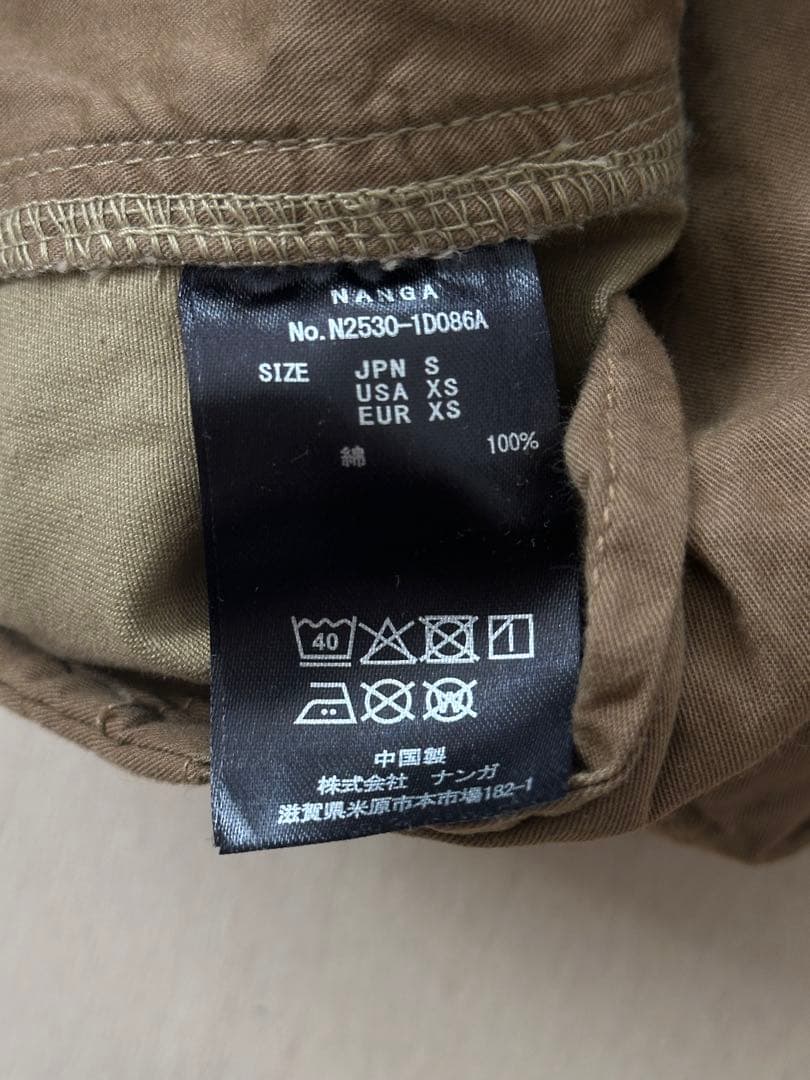 NANGA
No.N2530-1D086A
SIZE JPN S
USA XS
EUR XS
綿 100%
40
W
中国製
株式会社 ナンガ
滋賀県米原市本市場182-1